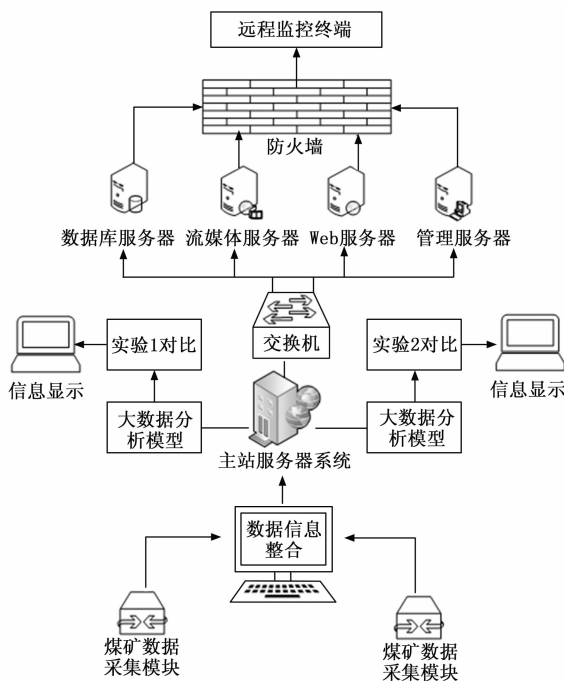 远程监控终端
防火墙
数据库服务器
流媒体服务器
Web服务器
管理服务器
交换机
实验1对比
实验2对比
信息显示
信息显示
大数据分
析模型
大数据分
析模型
主站服务器系统
数据信息
整合
煤矿数据
采集模块
煤矿数据
采集模块